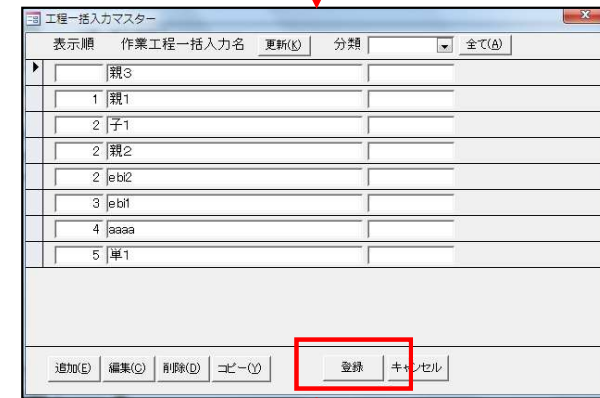 工程一括入力マスター
表示順 作業工程一括入力名 更新(K) 分類 全て(A)
親3
1 親1
2 子1
2 親2
2 ebi2
3 ebi1
4 aaaa
5 単1
追加(E) 編集(C) 削除(D) コピー(Y) 登録 キャンセル